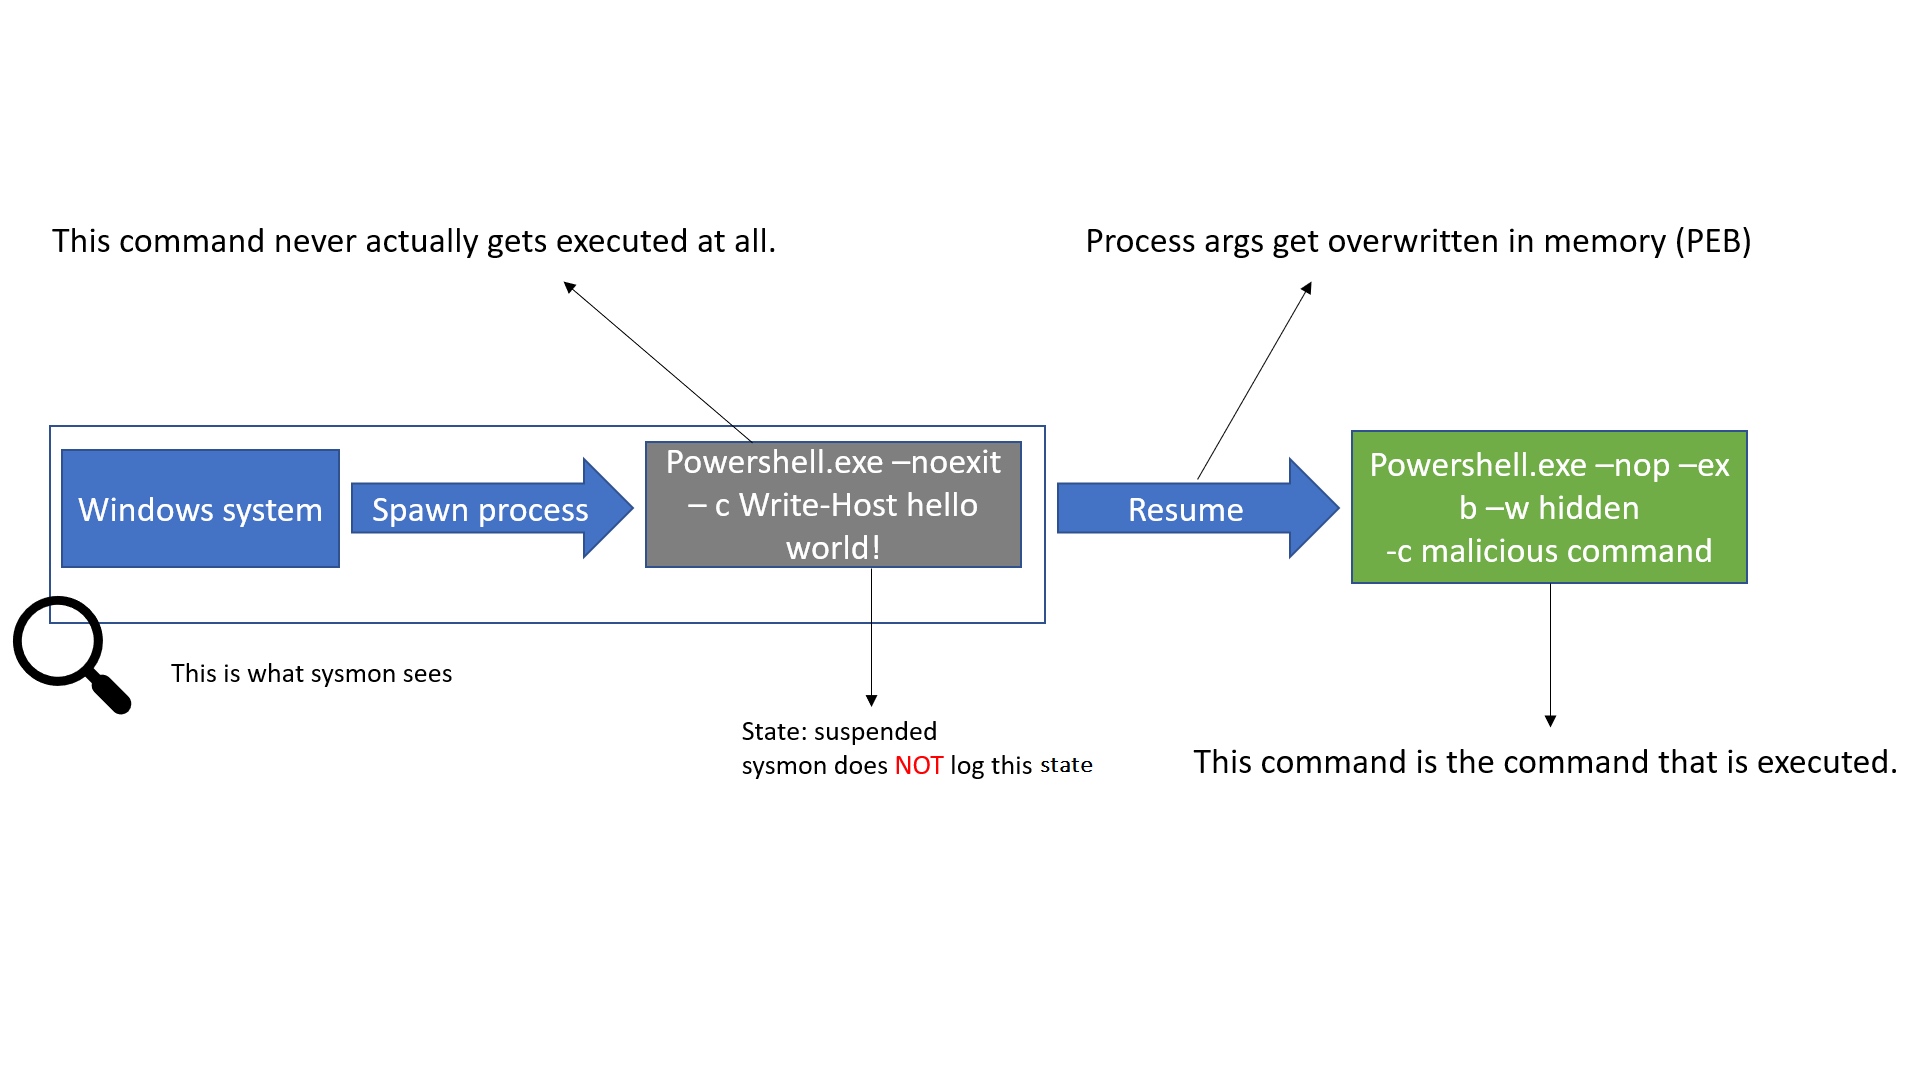 This command never actually gets executed at all.
Process args get overwritten in memory (PEB)
Windows system
Spawn process
Powershell.exe –noexit
– c Write-Host hello
world!
Resume
Powershell.exe –nop –ex
b –w hidden
-c malicious command
This is what sysmon sees
State: suspended
sysmon does NOT log this state
This command is the command that is executed.